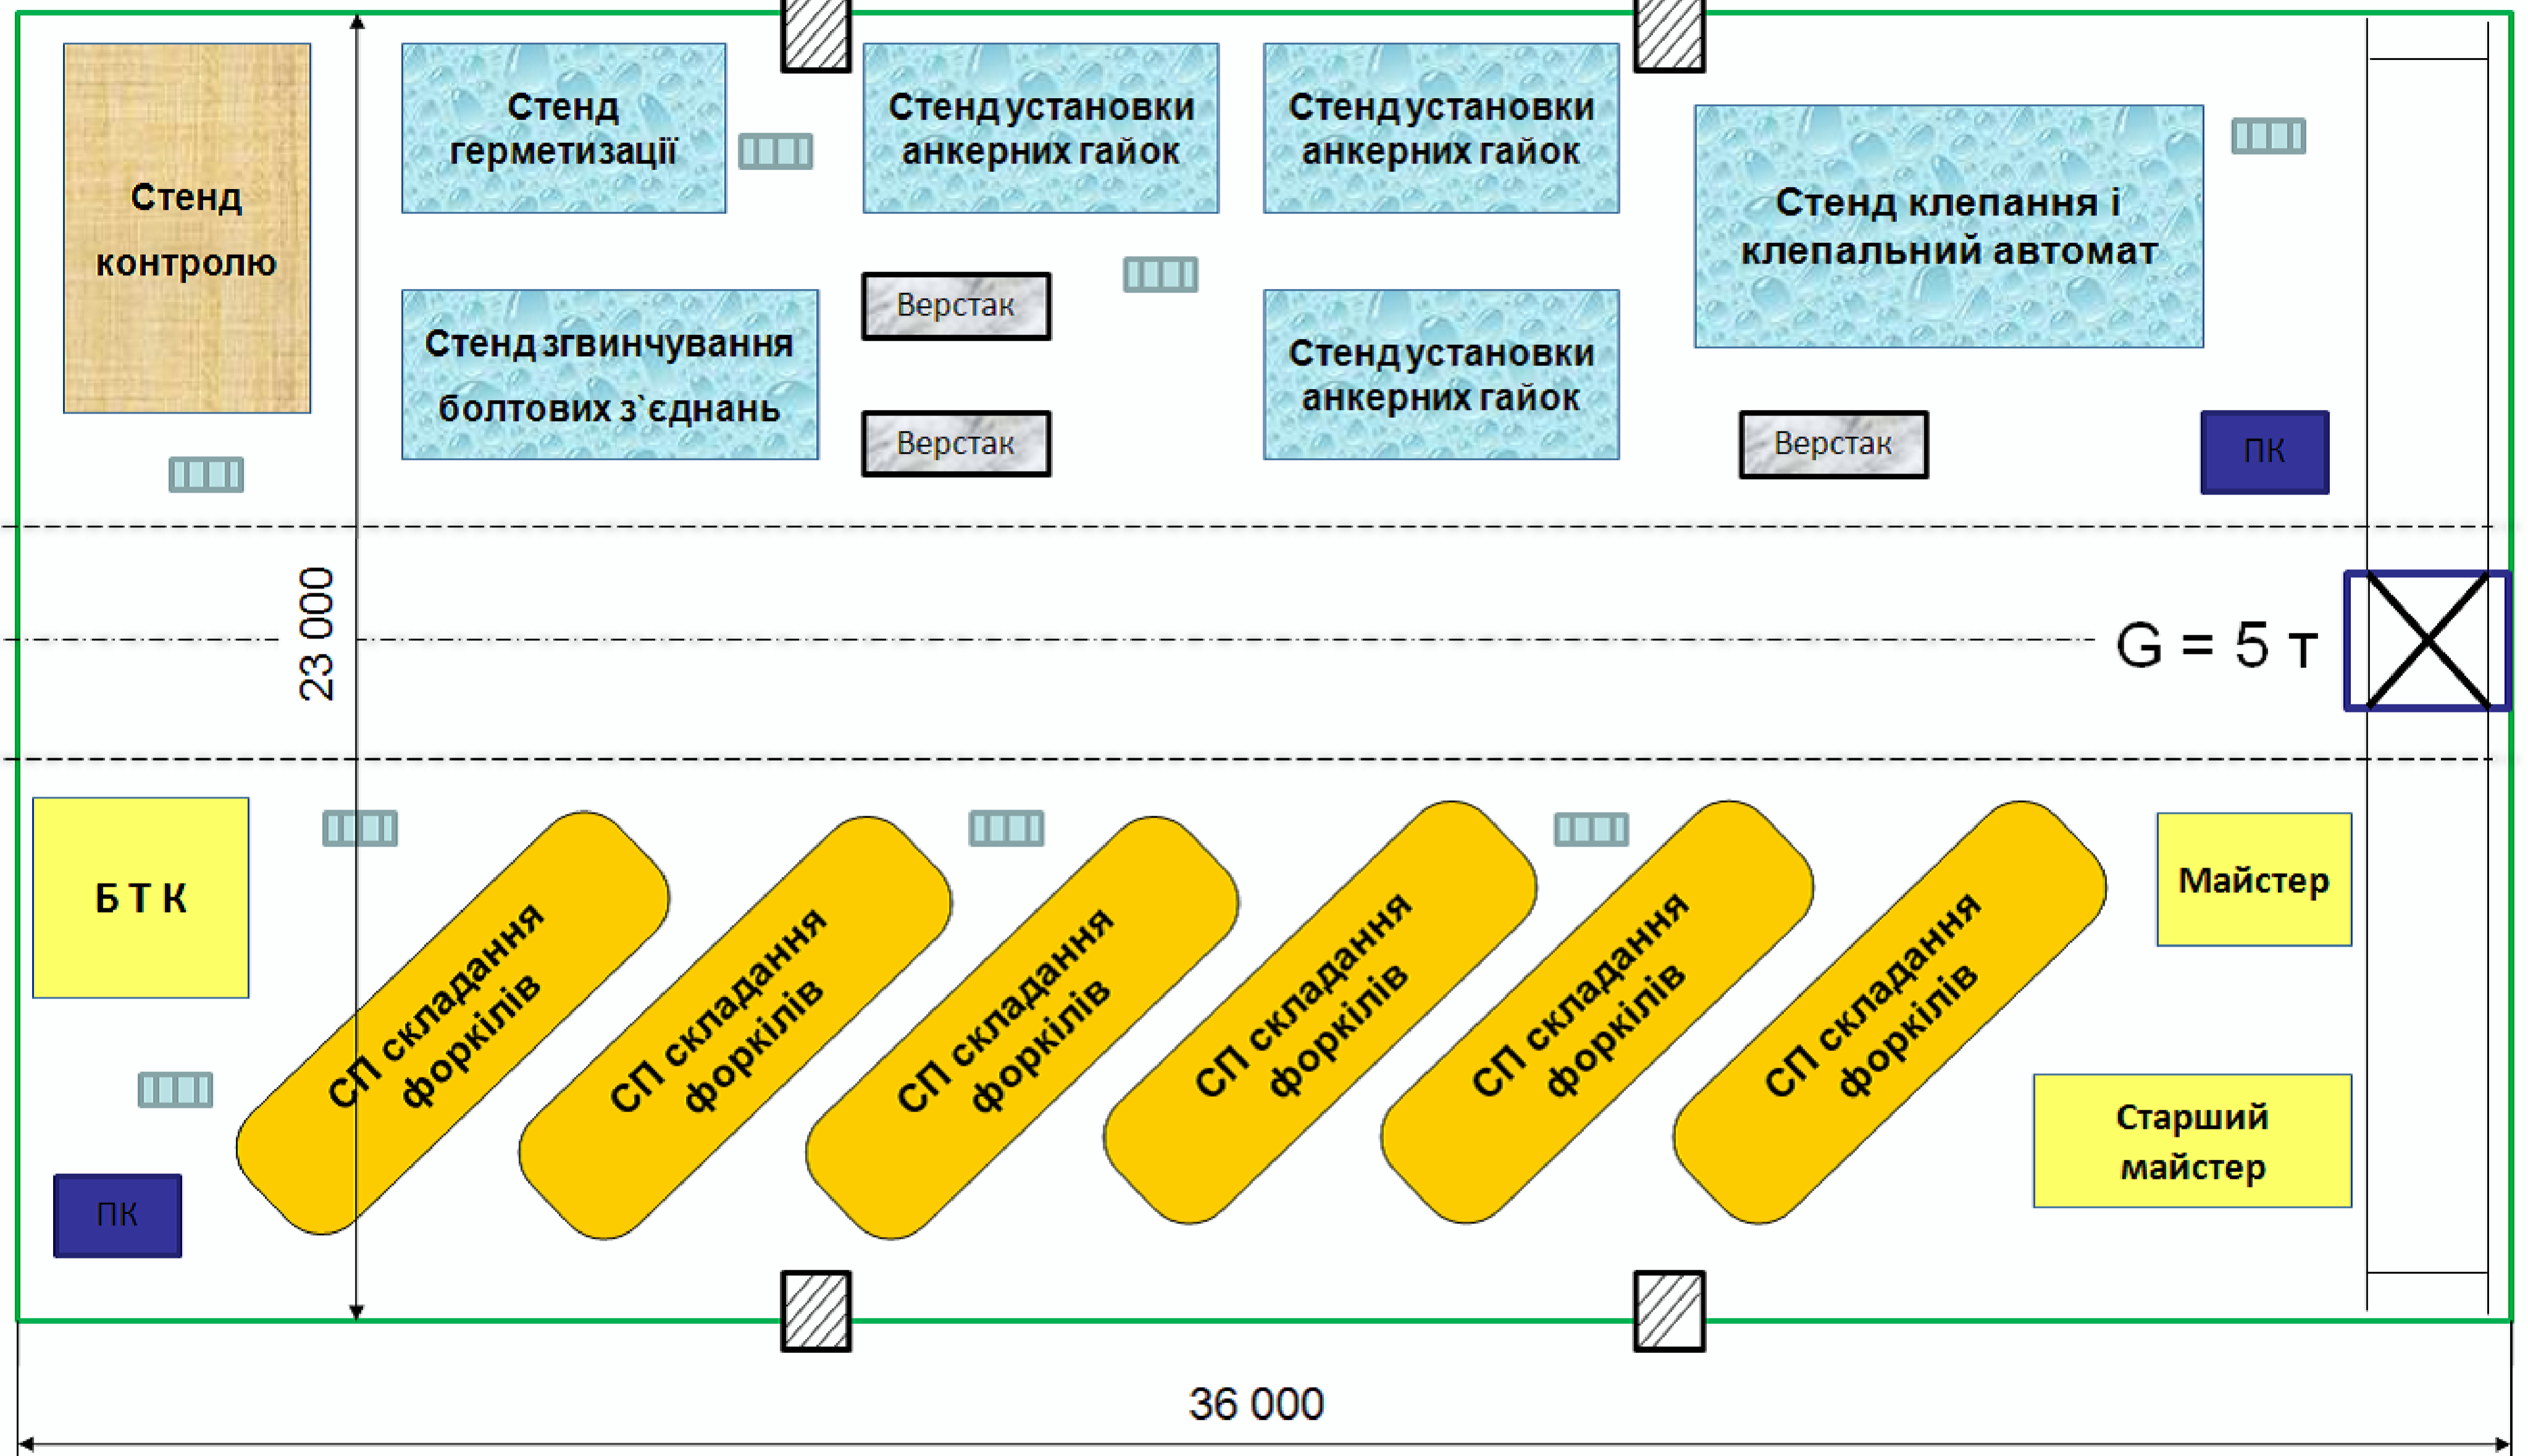 Стенд
контролю
Стенд
герметизації
Стенд установки
анкерних гайок
Стенд установки
анкерних гайок
Стенд клепання і
клепальний автомат
Стенд згвинчування
болтових з`єднань
Верстак
Верстак
Стенд установки
анкерних гайок
Верстак
ПК
23 000
G = 5 т
Б Т К
СП складання
форкілів
СП складання
форкілів
СП складання
форкілів
СП складання
форкілів
СП складання
форкілів
СП складання
форкілів
Майстер
Старший
майстер
ПК
36 000